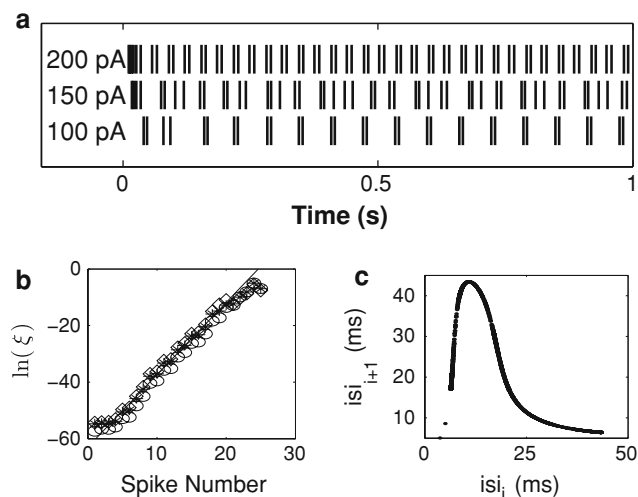 a
200 pA
150 pA
100 pA
0 0.5 1
Time (s)
b
0
−20
−40
−60
0 10 20 30
ln(ξ)
Spike Number
c
40
30
20
10
0 25 50
isi_{i+1} (ms)
isi_i (ms)